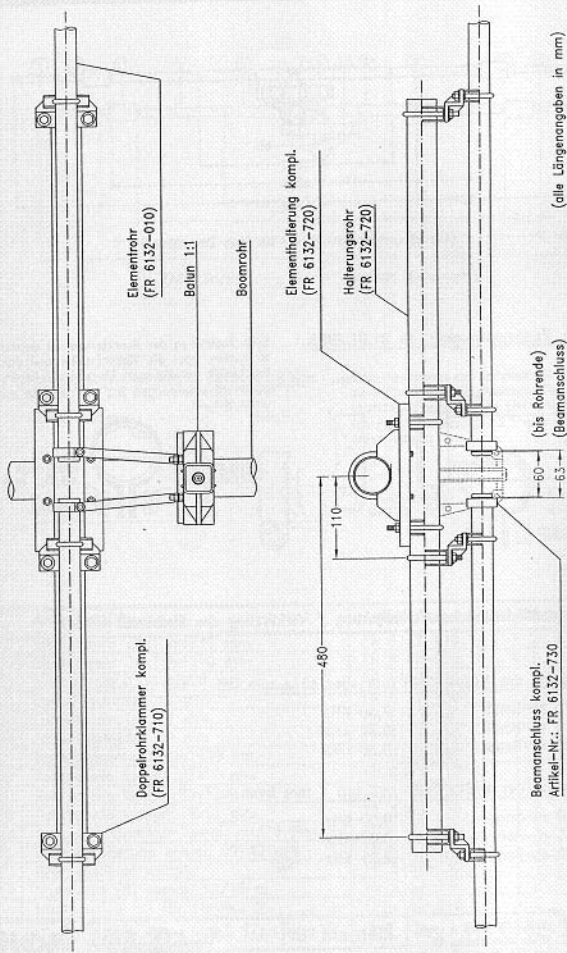 Elementrohr
(FR 6132-010)
Balun 1:1
Boomrohr
Doppelrohrklammer kompl.
(FR 6132-710)
Elementhalterung kompl.
(FR 6132-720)
Halterungsrohr
(FR 6132-720)
480
110
60
(bis Rohrende)
63
(Beamanschluss)
Beamanschluss kompl.
Artikel-Nr.: FR 6132-730
(alle Längenangaben in mm)